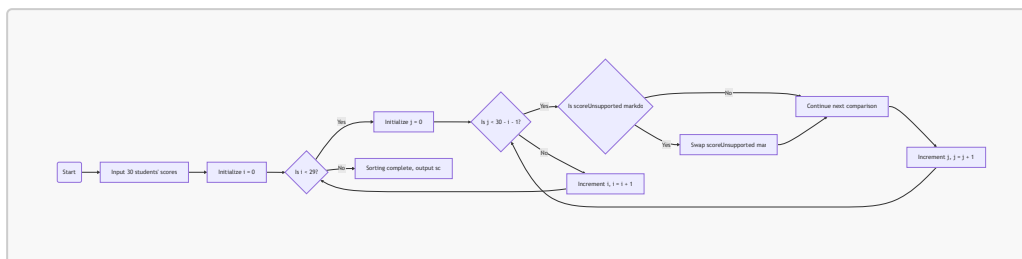 Start
Input 30 students' scores
Initialize i = 0
Is i < 29?
Yes
No
Initialize j = 0
Sorting complete, output sc
Is j < 30 - i - 1?
Yes
No
Is scoreUnsupported markdo
Increment i, i = i + 1
No
Yes
Swap scoreUnsupported mar
Continue next comparison
Increment j, j = j + 1